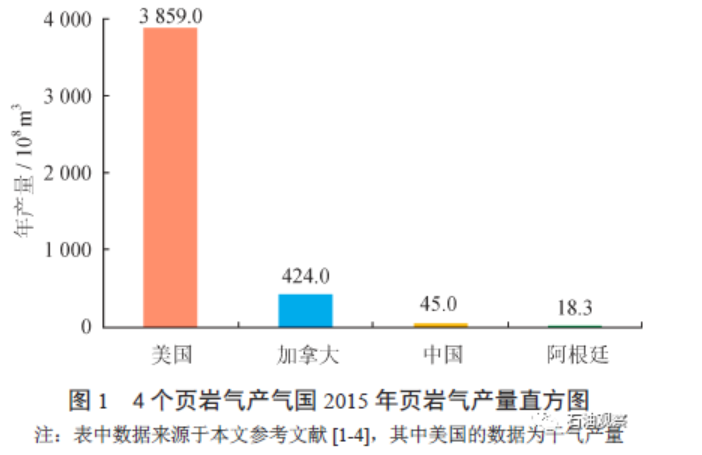 4 000
3 859.0
3 000
2 000
1 000
0
年产量 / 10⁸ m³
424.0
45.0
18.3
美国
加拿大
中国
阿根廷
图 1 4 个页岩气产气国 2015 年页岩气产量直方图
石油观察
注：表中数据来源于本文参考文献 [1-4]，其中美国的数据为干气产量